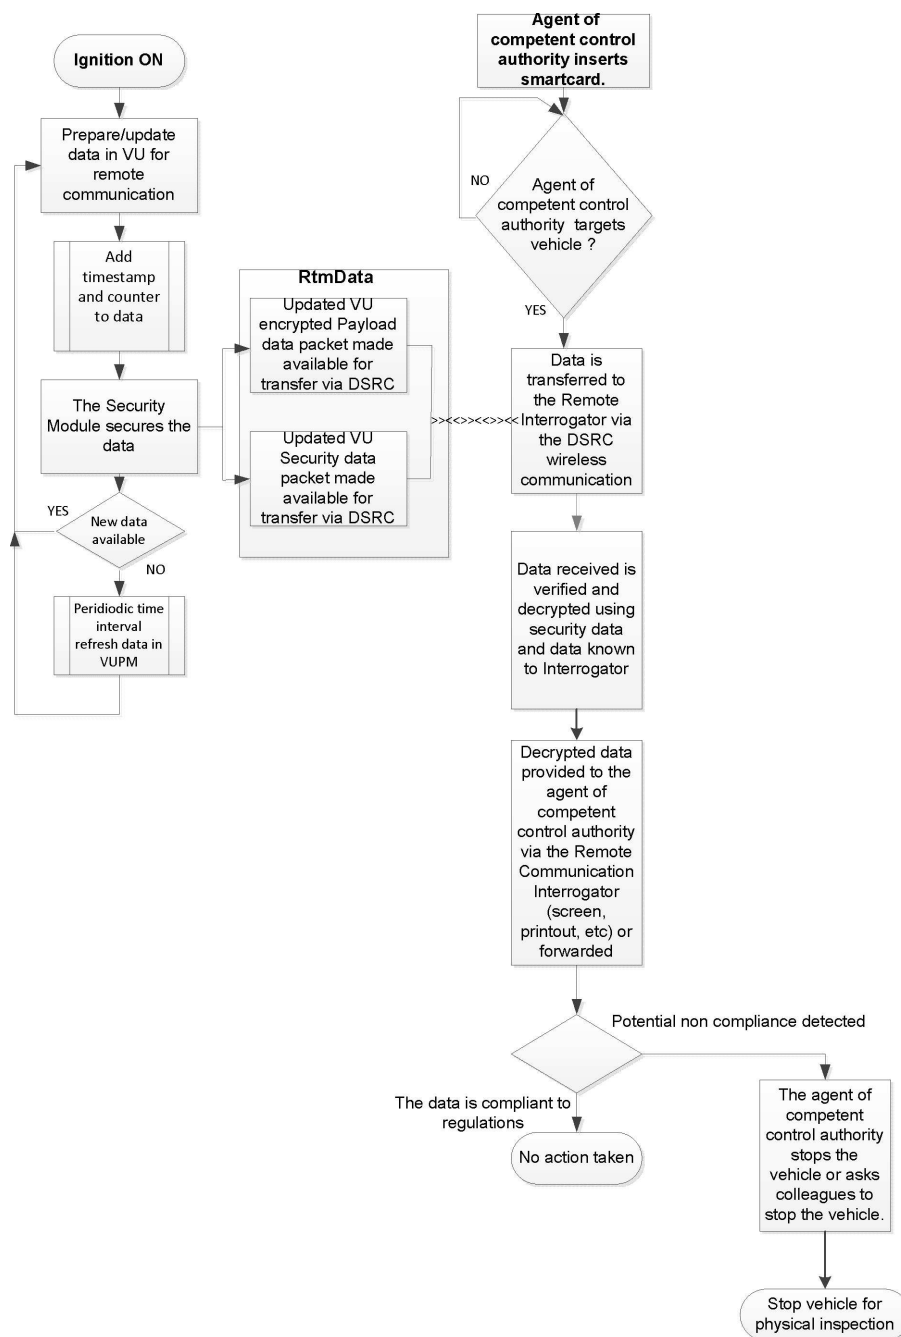 Ignition ON
Prepare/update
data in VU for
remote
communication
Add
timestamp
and counter
to data
The Security
Module secures the
data
YES
New data
available
NO
Peridiodic time
interval
refresh data in
VUPM
RtmData
Updated VU
encrypted Payload
data packet made
available for
transfer via DSRC
Updated VU
Security data
packet made
available for
transfer via DSRC
>><<>><<>><<
Agent of
competent control
authority inserts
smartcard.
NO
Agent of
competent control
authority targets
vehicle ?
YES
Data is
transferred to
the Remote
Interrogator via
the DSRC
wireless
communication
Data received is
verified and
decrypted using
security data
and data known
to Interrogator
Decrypted data
provided to the
agent of
competent
control authority
via the Remote
Communication
Interrogator
(screen,
printout, etc) or
forwarded
Potential non compliance detected
The data is compliant to
regulations
No action taken
The agent of
competent
control authority
stops the
vehicle or asks
colleagues to
stop the vehicle.
Stop vehicle for
physical inspection